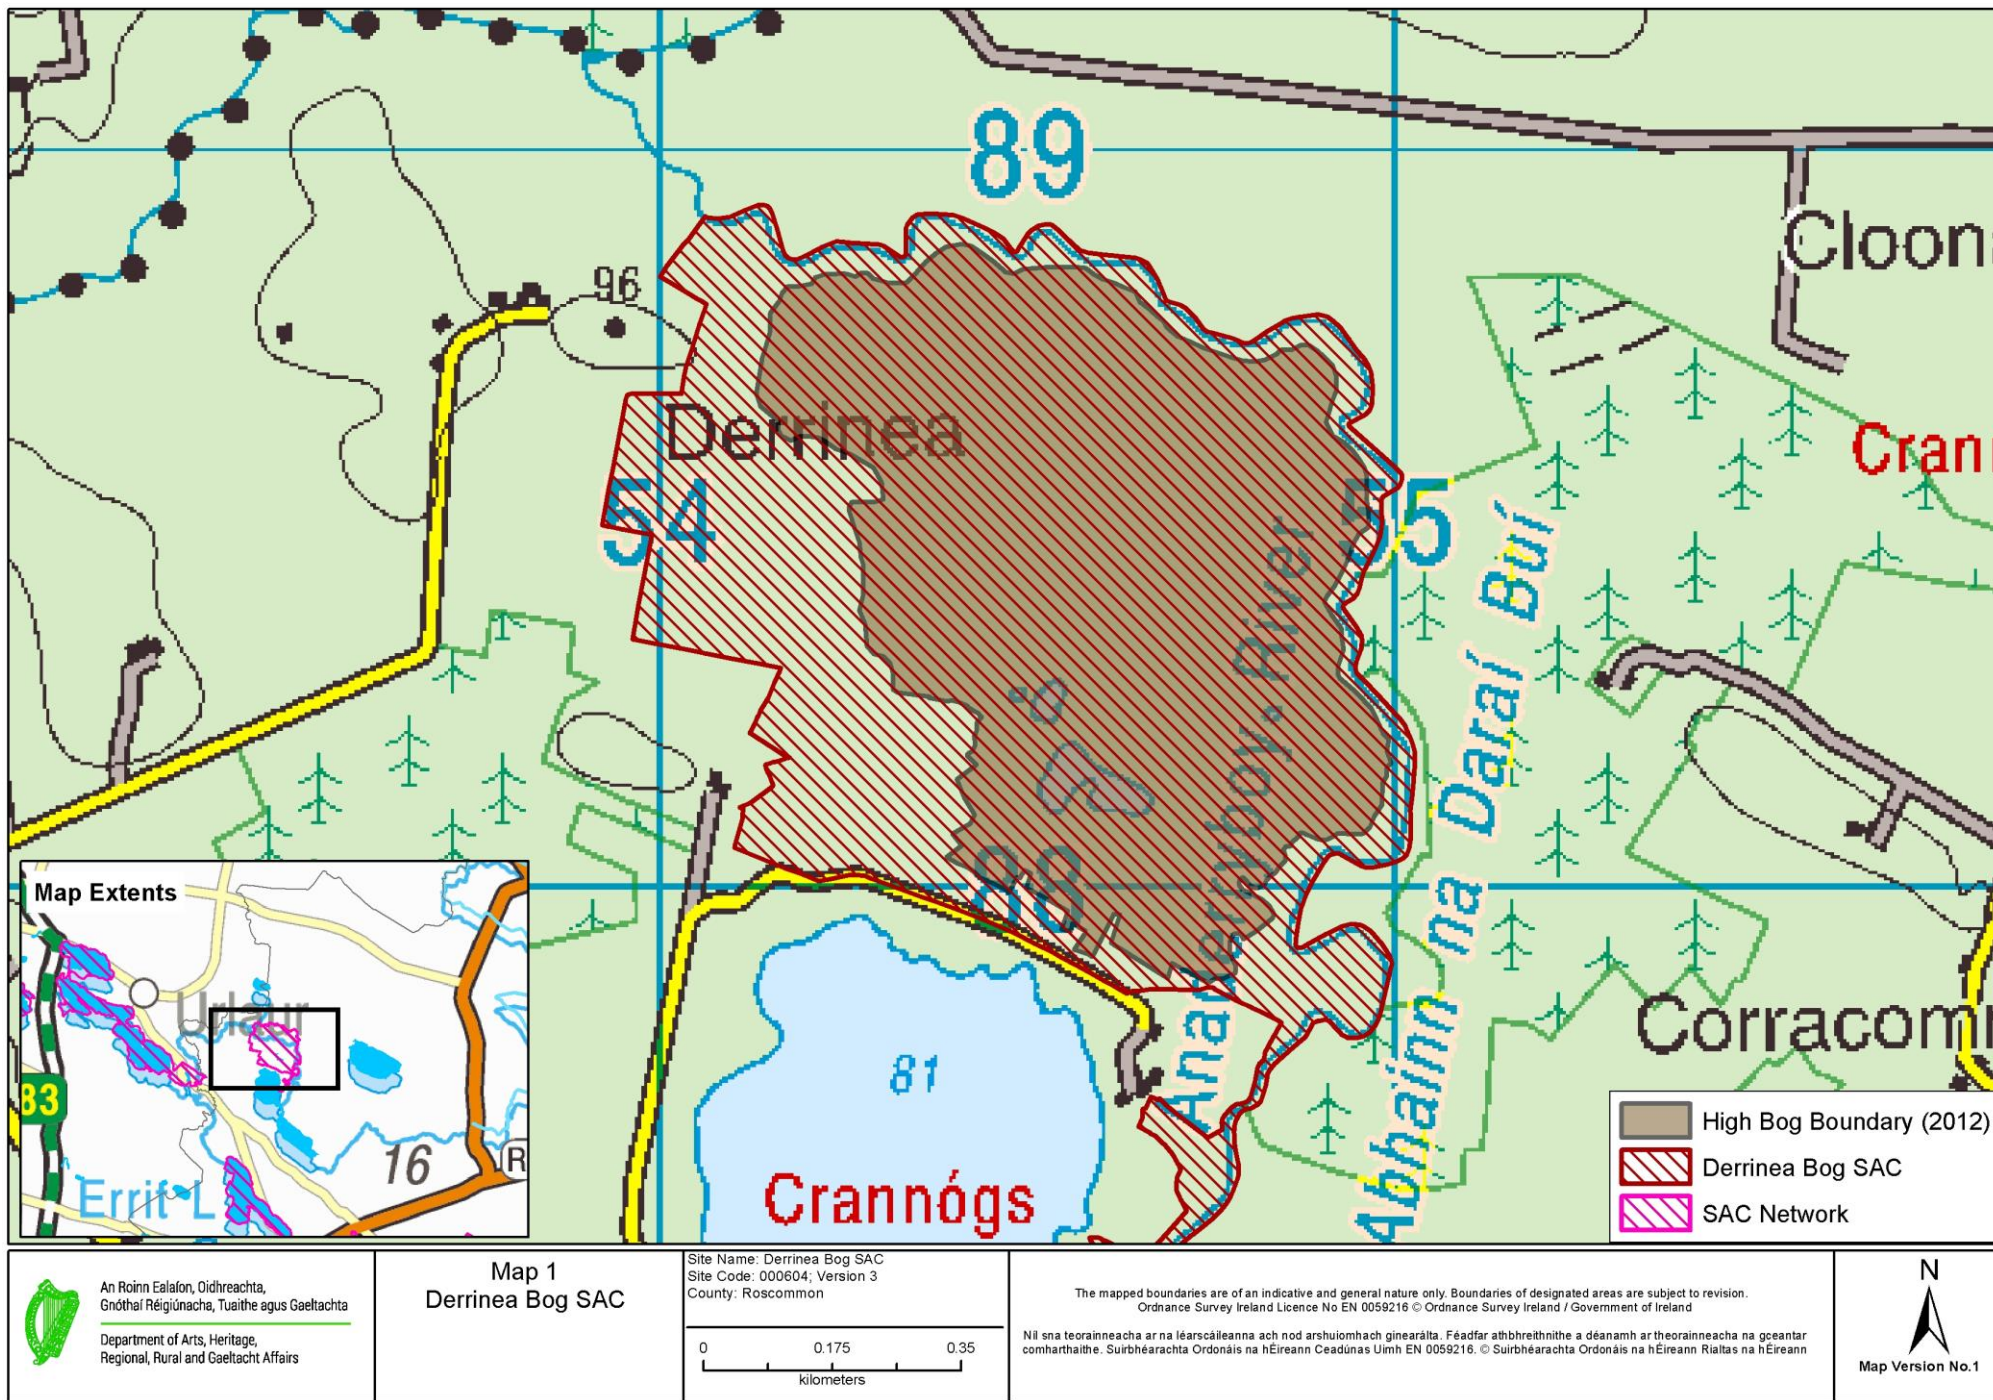 89
Cloon
96
Derrinea
Cran
54
55
Abhainn na Daraí Buí
Anaderryboy River
88
Corracom
81
Crannógs
Map Extents
Urlaur
83
16
R
Errit L
High Bog Boundary (2012)
Derrinea Bog SAC
SAC Network
An Roinn Ealaíon, Oidhreachta,
Gnóthaí Réigiúnacha, Tuaithe agus Gaeltachta
Department of Arts, Heritage,
Regional, Rural and Gaeltacht Affairs
Map 1
Derrinea Bog SAC
Site Name: Derrinea Bog SAC
Site Code: 000604; Version 3
County: Roscommon
0 0.175 0.35
kilometers
The mapped boundaries are of an indicative and general nature only. Boundaries of designated areas are subject to revision.
Ordnance Survey Ireland Licence No EN 0059216 © Ordnance Survey Ireland / Government of Ireland
Níl sna teorainneacha ar na léarscáileanna ach nod arshuiomhach ginearálta. Féadfar athbhreithnithe a déanamh ar theorainneacha na gceantar
comharthaithe. Suirbhéarachta Ordonáis na hÉireann Ceadúnas Uimh EN 0059216. © Suirbhéarachta Ordonáis na hÉireann Rialtas na hÉireann
N
Map Version No.1